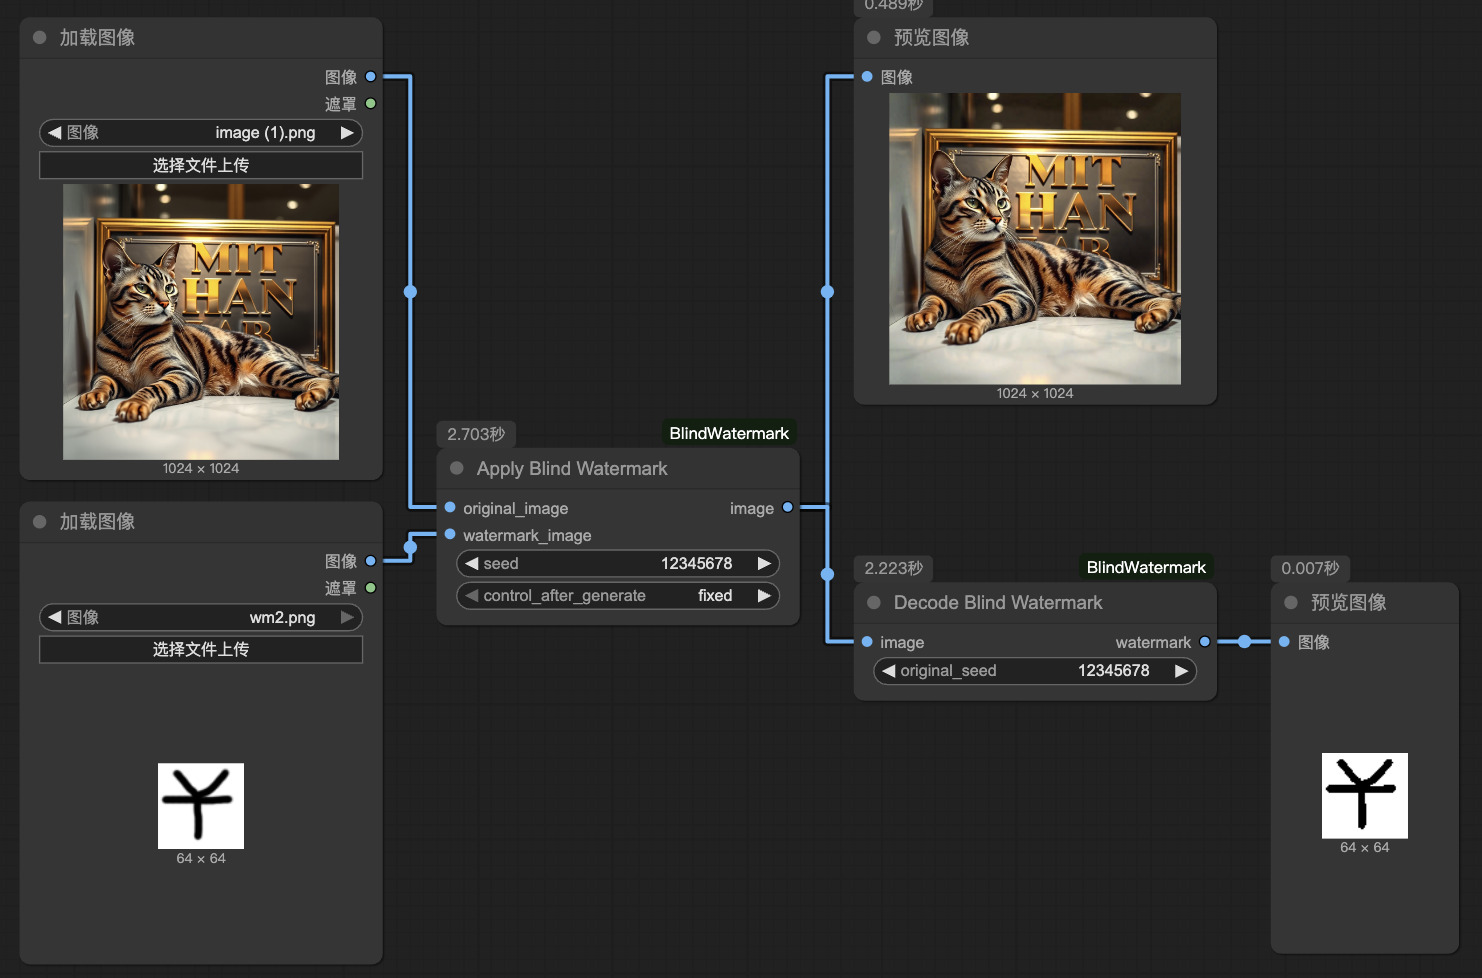 加载图像
图像
遮罩
图像 image (1).png
选择文件上传
MIT
HAN
LAB
1024 × 1024
加载图像
图像
遮罩
图像 wm2.png
选择文件上传
64 × 64
2.703秒 BlindWatermark
Apply Blind Watermark
original_image image
watermark_image
seed 12345678
control_after_generate fixed
0.489秒
预览图像
图像
MIT
HAN
LAB
1024 × 1024
2.223秒 BlindWatermark
Decode Blind Watermark
image watermark
original_seed 12345678
0.007秒
预览图像
图像
64 × 64